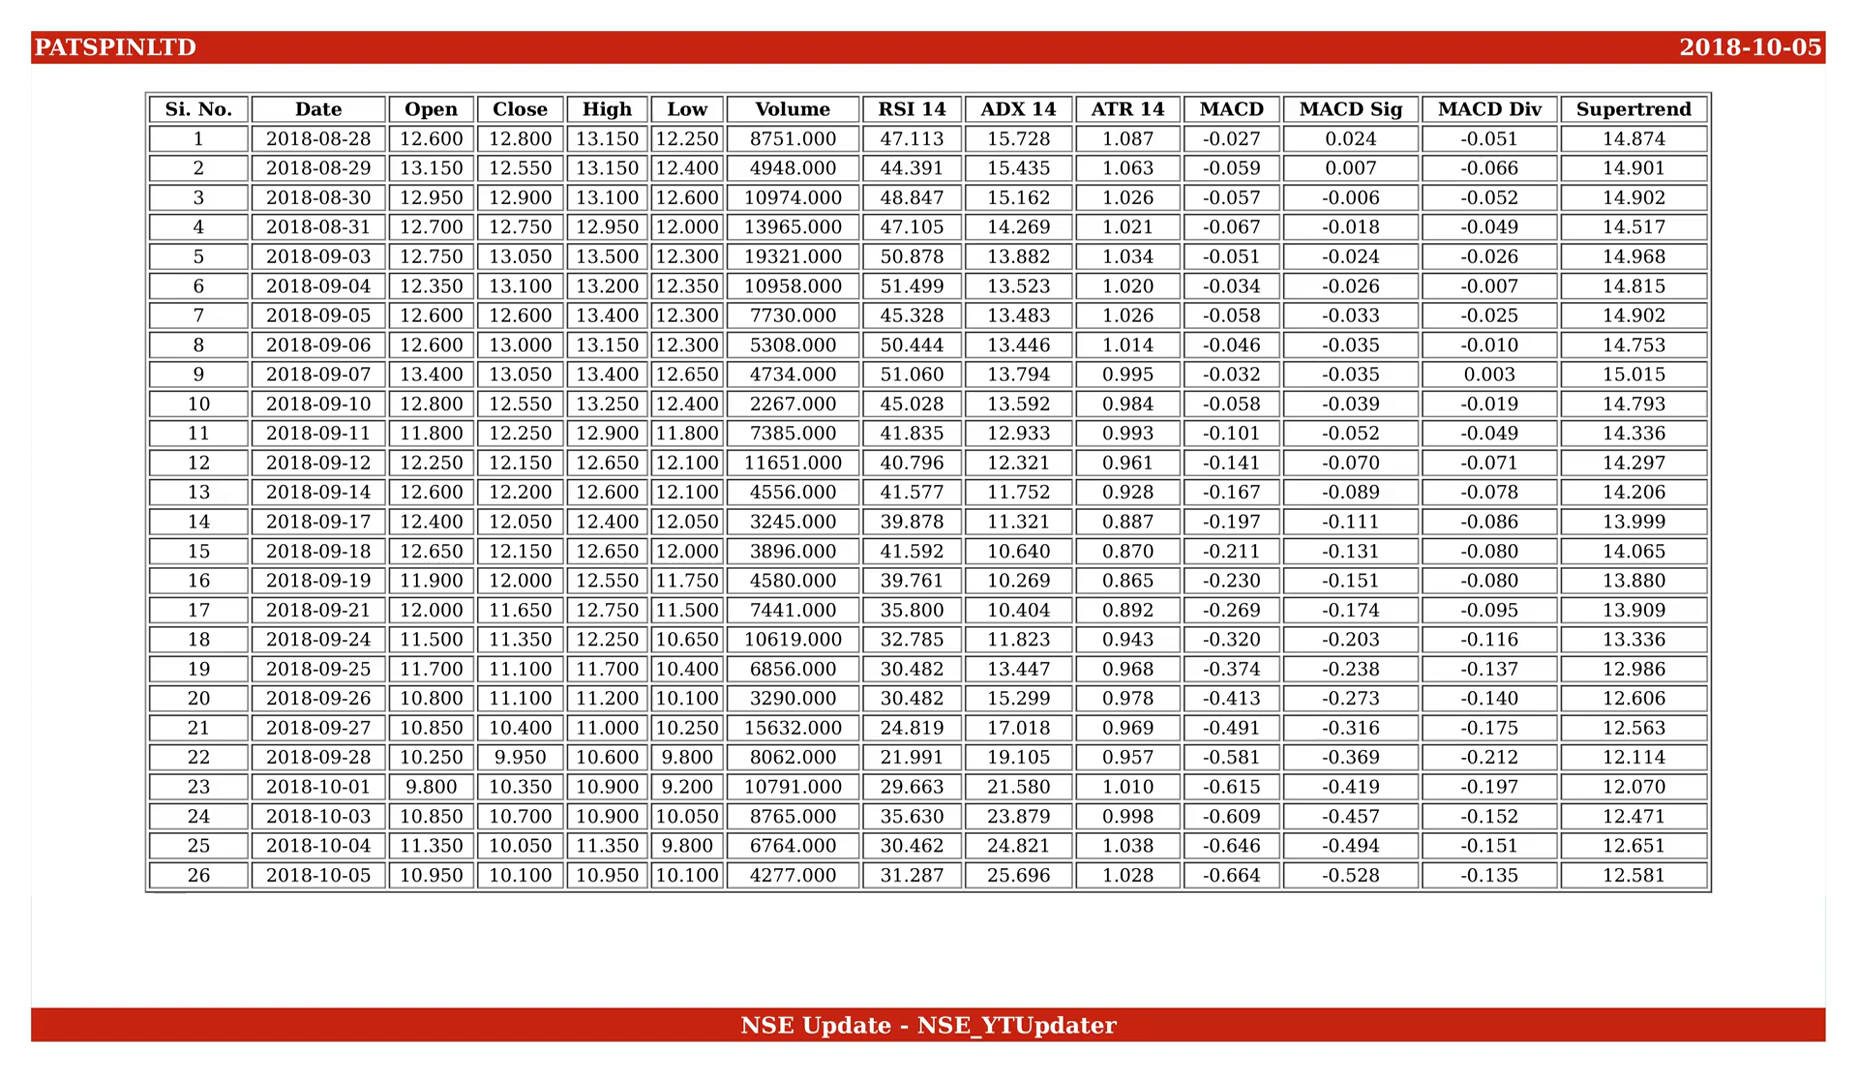 PATSPINLTD 2018-10-05
Si. No. Date Open Close High Low Volume RSI 14 ADX 14 ATR 14 MACD MACD Sig MACD Div Supertrend
1 2018-08-28 12.600 12.800 13.150 12.250 8751.000 47.113 15.728 1.087 -0.027 0.024 -0.051 14.874
2 2018-08-29 13.150 12.550 13.150 12.400 4948.000 44.391 15.435 1.063 -0.059 0.007 -0.066 14.901
3 2018-08-30 12.950 12.900 13.100 12.600 10974.000 48.847 15.162 1.026 -0.057 -0.006 -0.052 14.902
4 2018-08-31 12.700 12.750 12.950 12.000 13965.000 47.105 14.269 1.021 -0.067 -0.018 -0.049 14.517
5 2018-09-03 12.750 13.050 13.500 12.300 19321.000 50.878 13.882 1.034 -0.051 -0.024 -0.026 14.968
6 2018-09-04 12.350 13.100 13.200 12.350 10958.000 51.499 13.523 1.020 -0.034 -0.026 -0.007 14.815
7 2018-09-05 12.600 12.600 13.400 12.300 7730.000 45.328 13.483 1.026 -0.058 -0.033 -0.025 14.902
8 2018-09-06 12.600 13.000 13.150 12.300 5308.000 50.444 13.446 1.014 -0.046 -0.035 -0.010 14.753
9 2018-09-07 13.400 13.050 13.400 12.650 4734.000 51.060 13.794 0.995 -0.032 -0.035 0.003 15.015
10 2018-09-10 12.800 12.550 13.250 12.400 2267.000 45.028 13.592 0.984 -0.058 -0.039 -0.019 14.793
11 2018-09-11 11.800 12.250 12.900 11.800 7385.000 41.835 12.933 0.993 -0.101 -0.052 -0.049 14.336
12 2018-09-12 12.250 12.150 12.650 12.100 11651.000 40.796 12.321 0.961 -0.141 -0.070 -0.071 14.297
13 2018-09-14 12.600 12.200 12.600 12.100 4556.000 41.577 11.752 0.928 -0.167 -0.089 -0.078 14.206
14 2018-09-17 12.400 12.050 12.400 12.050 3245.000 39.878 11.321 0.887 -0.197 -0.111 -0.086 13.999
15 2018-09-18 12.650 12.150 12.650 12.000 3896.000 41.592 10.640 0.870 -0.211 -0.131 -0.080 14.065
16 2018-09-19 11.900 12.000 12.550 11.750 4580.000 39.761 10.269 0.865 -0.230 -0.151 -0.080 13.880
17 2018-09-21 12.000 11.650 12.750 11.500 7441.000 35.800 10.404 0.892 -0.269 -0.174 -0.095 13.909
18 2018-09-24 11.500 11.350 12.250 10.650 10619.000 32.785 11.823 0.943 -0.320 -0.203 -0.116 13.336
19 2018-09-25 11.700 11.100 11.700 10.400 6856.000 30.482 13.447 0.968 -0.374 -0.238 -0.137 12.986
20 2018-09-26 10.800 11.100 11.200 10.100 3290.000 30.482 15.299 0.978 -0.413 -0.273 -0.140 12.606
21 2018-09-27 10.850 10.400 11.000 10.250 15632.000 24.819 17.018 0.969 -0.491 -0.316 -0.175 12.563
22 2018-09-28 10.250 9.950 10.600 9.800 8062.000 21.991 19.105 0.957 -0.581 -0.369 -0.212 12.114
23 2018-10-01 9.800 10.350 10.900 9.200 10791.000 29.663 21.580 1.010 -0.615 -0.419 -0.197 12.070
24 2018-10-03 10.850 10.700 10.900 10.050 8765.000 35.630 23.879 0.998 -0.609 -0.457 -0.152 12.471
25 2018-10-04 11.350 10.050 11.350 9.800 6764.000 30.462 24.821 1.038 -0.646 -0.494 -0.151 12.651
26 2018-10-05 10.950 10.100 10.950 10.100 4277.000 31.287 25.696 1.028 -0.664 -0.528 -0.135 12.581
NSE Update - NSE_YTUpdater